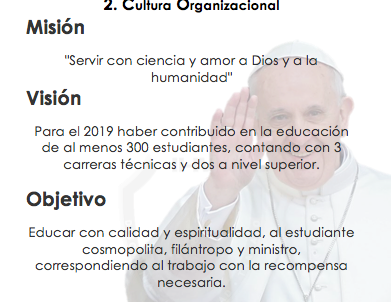 2. Cultura Organizacional
Misión
"Servir con ciencia y amor a Dios y a la
humanidad"
Visión
Para el 2019 haber contribuido en la educación
de al menos 300 estudiantes, contando con 3
carreras técnicas y dos a nivel superior.
Objetivo
Educar con calidad y espiritualidad, al estudiante
cosmopolita, filántropo y ministro,
correspondiendo al trabajo con la recompensa
necesaria.